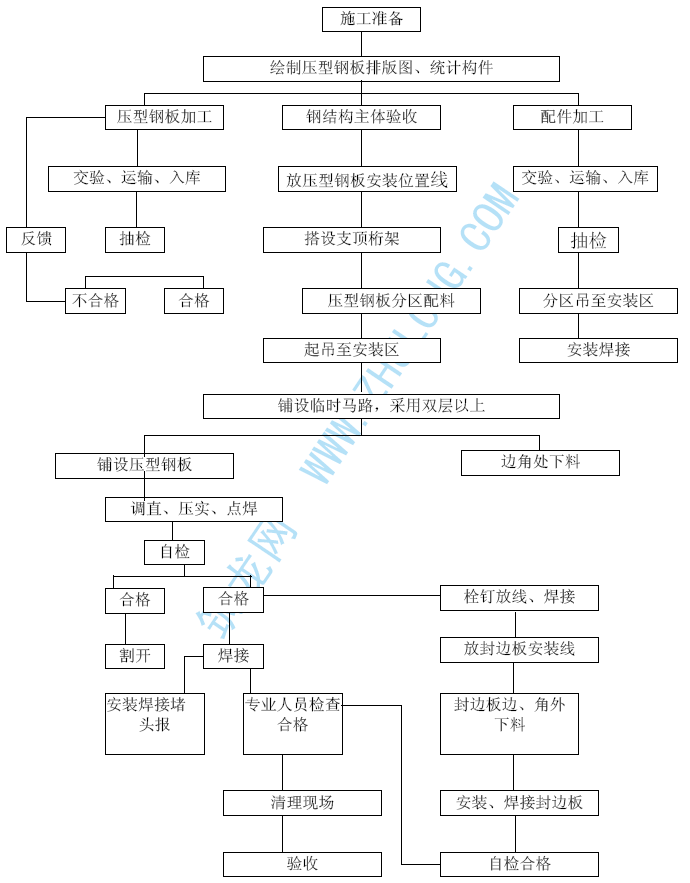 施工准备
绘制压型钢板排版图、统计构件
压型钢板加工
钢结构主体验收
配件加工
交验、运输、入库
放压型钢板安装位置线
交验、运输、入库
反馈
抽检
搭设支顶桁架
抽检
不合格
合格
压型钢板分区配料
分区吊至安装区
起吊至安装区
安装焊接
铺设临时马路，采用双层以上
铺设压型钢板
边角处下料
调直、压实、点焊
自检
合格
合格
栓钉放线、焊接
割开
焊接
放封边板安装线
安装焊接堵
头报
专业人员检查
合格
封边板边、角外
下料
清理现场
安装、焊接封边板
验收
自检合格
筑龙网 WWW.ZHULONG.COM